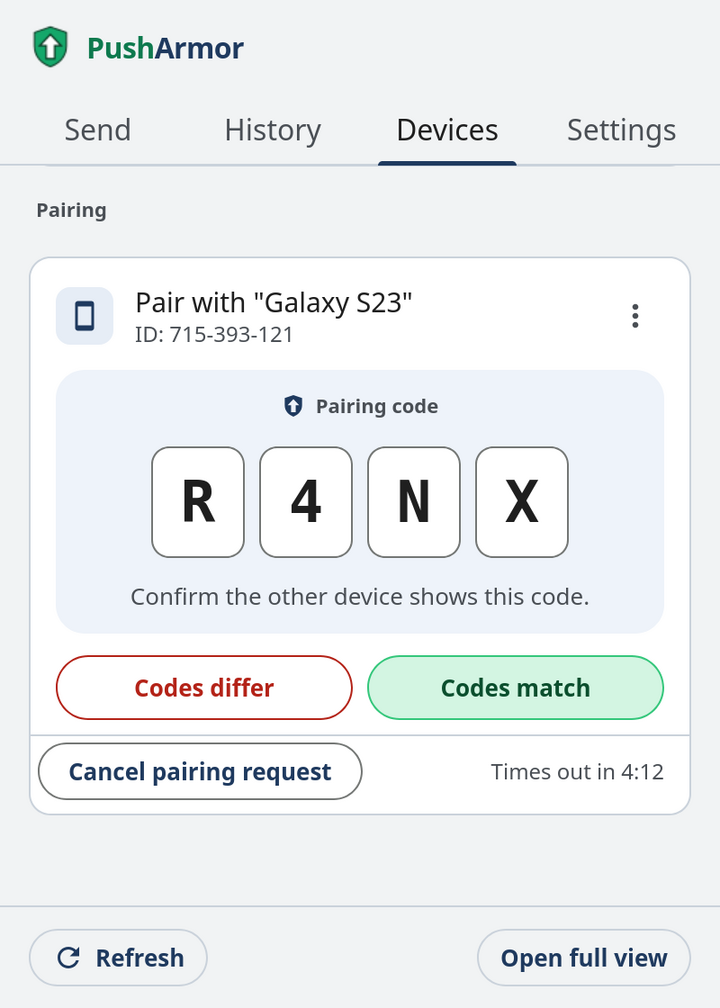 PushArmor
Send History Devices Settings
Pairing
Pair with "Galaxy S23"
ID: 715-393-121
Pairing code
R 4 N X
Confirm the other device shows this code.
Codes differ Codes match
Cancel pairing request Times out in 4:12
Refresh Open full view